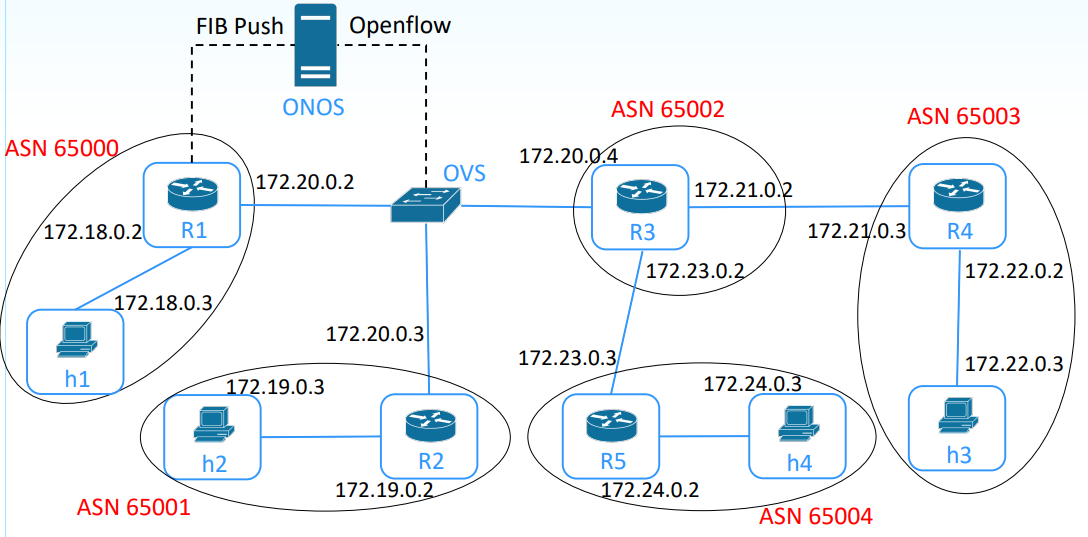 FIB Push
Openflow
ONOS
ASN 65000
ASN 65002
ASN 65003
172.20.0.4
OVS
172.20.0.2
172.21.0.2
R1
R3
R4
172.18.0.2
172.21.0.3
172.23.0.2
172.22.0.2
172.18.0.3
172.20.0.3
172.23.0.3
172.22.0.3
h1
172.19.0.3
172.24.0.3
h2
R2
R5
h4
h3
172.19.0.2
172.24.0.2
ASN 65001
ASN 65004